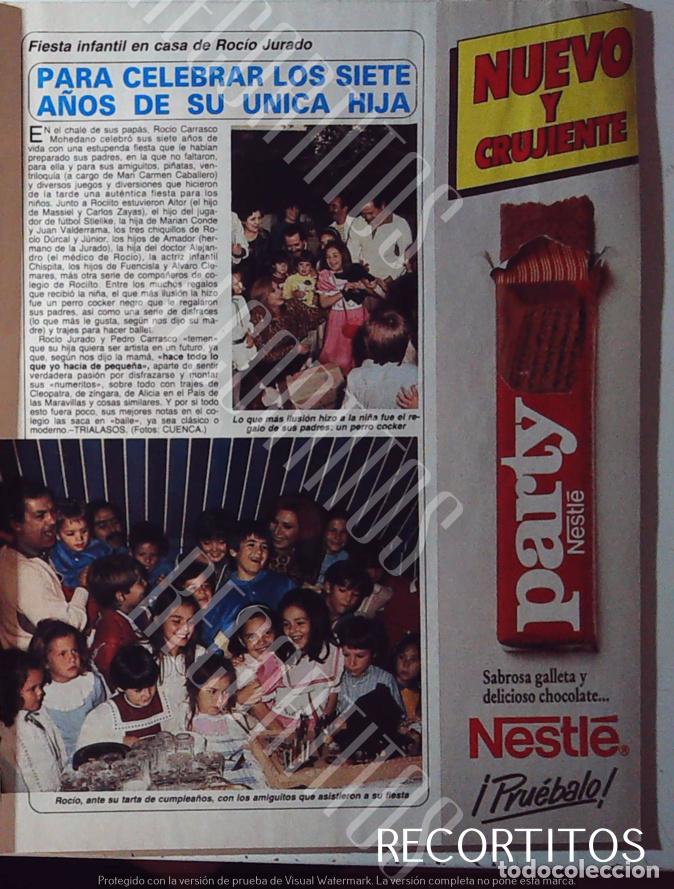 Fiesta infantil en casa de Rocío Jurado
PARA CELEBRAR LOS SIETE
AÑOS DE SU UNICA HIJA
EN el chalé de sus papás, Rocío Carrasco
Mohedano celebró sus siete años de
vida con una estupenda fiesta que le habían
preparado sus padres, en la que no faltaron,
para ella y para sus amiguitos, piñatas, ven-
triloquia (a cargo de Mari Carmen Caballero)
y diversos juegos y diversiones que hicieron
de la tarde una auténtica fiesta para los
niños. Junto a Rociíto estuvieron Aitor (el hijo
de Massiel y Carlos Zayas), el hijo del juga-
dor de fútbol Stielike, la hija de Marian Conde
y Juan Valderrama, los tres chiquillos de Ro-
cío Dúrcal y Júnior, los hijos de Amador (her-
mano de la Jurado), la hija del doctor Alejan-
dro (el médico de Rocío), la actriz infantil
Chispita, los hijos de Fuencisla y Alvaro Cle-
mares, más otra serie de compañeros de co-
legio de Rociíto. Entre los muchos regalos
que recibió la niña, el que más ilusión la hizo
fue un perro cocker negro que le regalaron
sus padres, así como una serie de disfraces
(lo que más le gusta, según nos dijo su ma-
dre) y trajes para hacer ballet.
Rocío Jurado y Pedro Carrasco «temen»
que su hija quiera ser artista en un futuro, ya
que, según nos dijo la mamá, «hace todo lo
que yo hacía de pequeña», aparte de sentir
verdadera pasión por disfrazarse y montar
sus «numeritos», sobre todo con trajes de
Cleopatra, de zíngara, de Alicia en el País de
las Maravillas y cosas similares. Y por si todo
esto fuera poco, sus mejores notas en el co-
legio las saca en «baile», ya sea clásico o
moderno.–TRIALASOS. (Fotos: CUENCA.)
Lo que más ilusión hizo a la niña fue el re-
galo de sus padres: un perro cocker
Rocío, ante su tarta de cumpleaños, con los amiguitos que asistieron a su fiesta
NUEVO
Y
CRUJIENTE
party
Nestlé
Sabrosa galleta y
delicioso chocolate...
Nestlé®
¡Pruébalo!
RECORTITOS
RECORTITOS
RECORTITOS
RECORTITOS
todocoleccion
Protegido con la versión de prueba de Visual Watermark. La versión completa no pone esta marca.